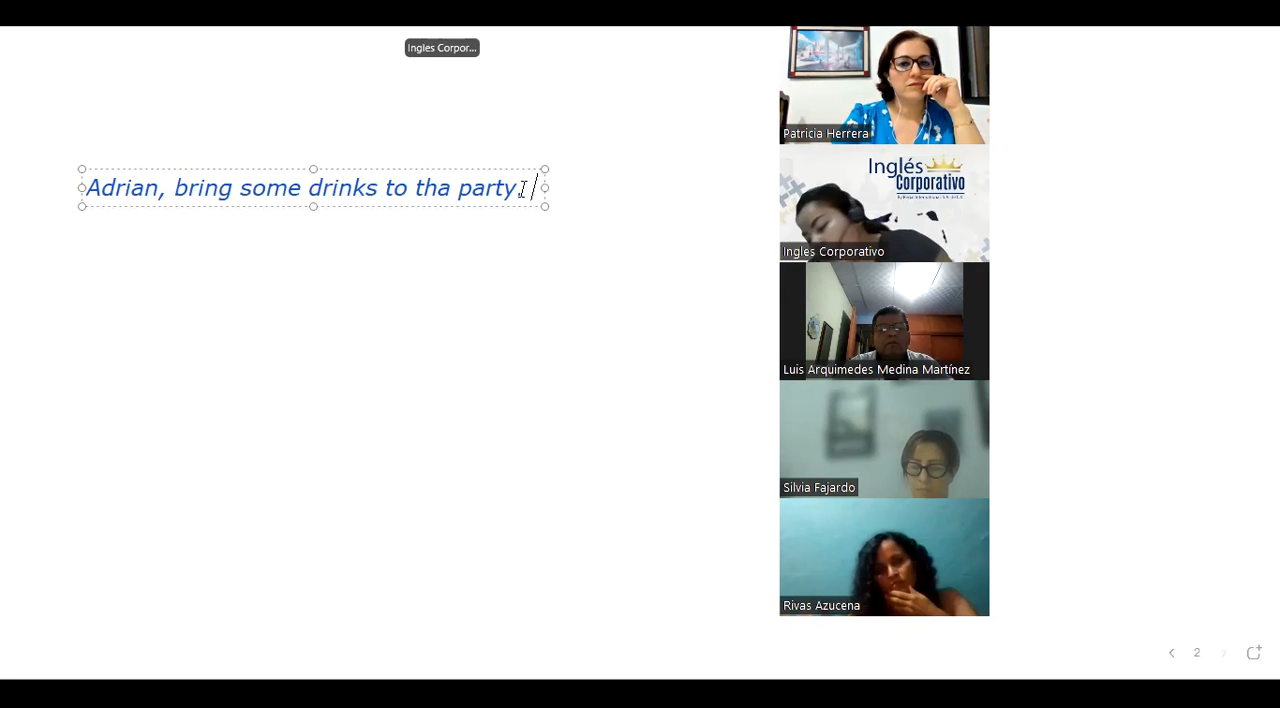 Ingles Corpor...
Adrian, bring some drinks to tha party.
Patricia Herrera
Inglés
Corporativo
Ingles Corporativo
Luis Arquimedes Medina Martínez
Silvia Fajardo
Rivas Azucena
2